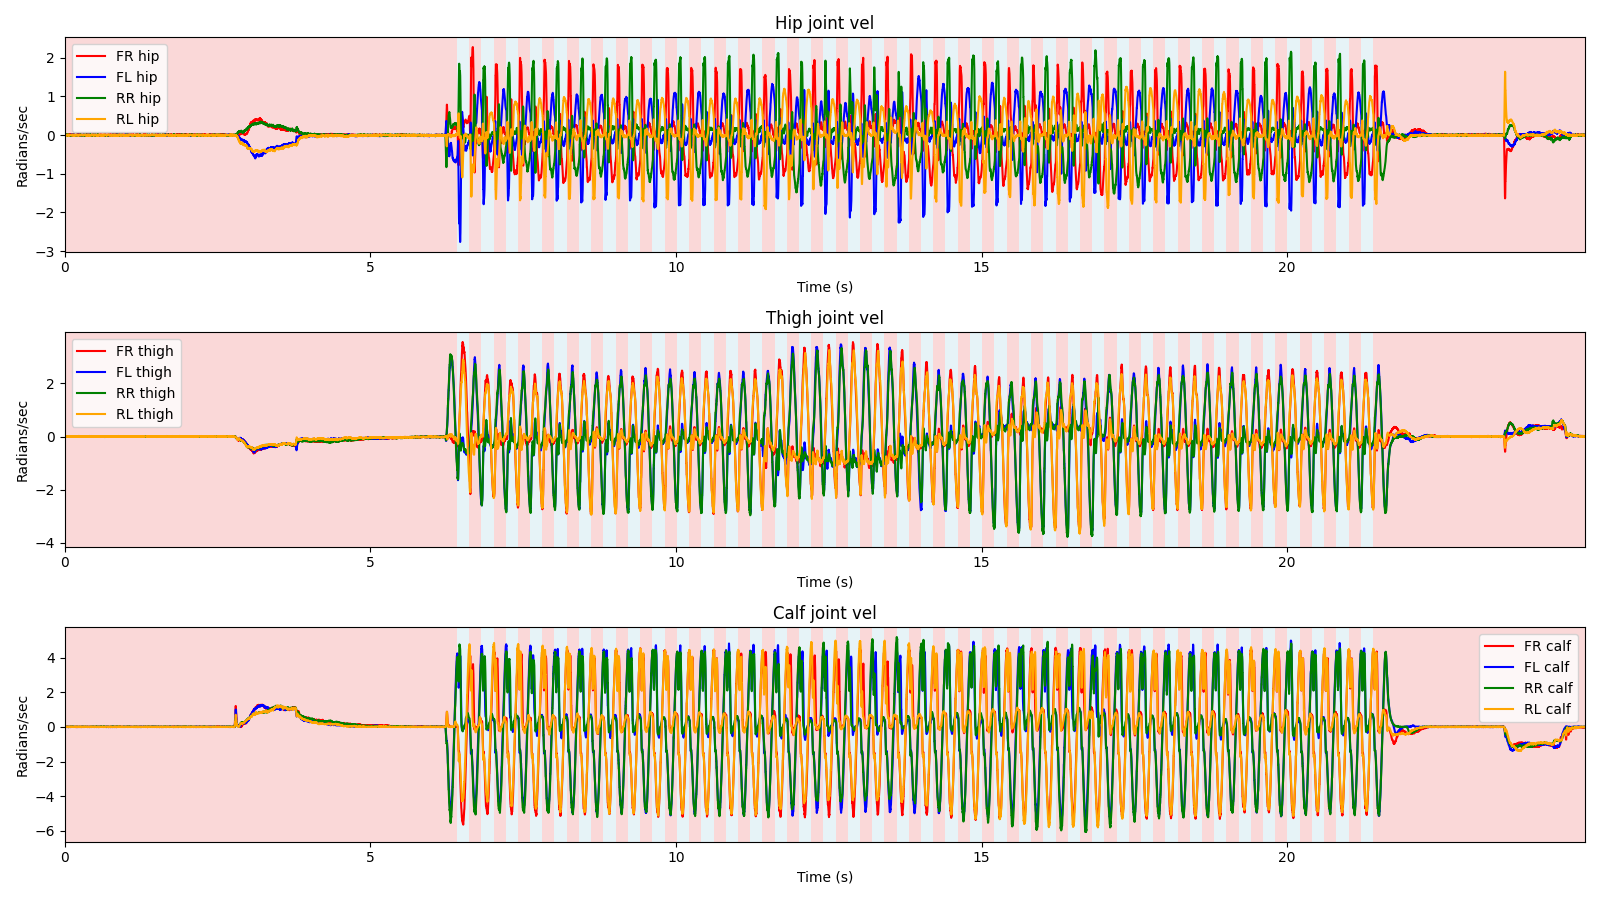 Hip joint vel
Radians/sec
2
1
0
−1
−2
−3
FR hip
FL hip
RR hip
RL hip
0 5 10 15 20
Time (s)
Thigh joint vel
Radians/sec
2
0
−2
−4
FR thigh
FL thigh
RR thigh
RL thigh
0 5 10 15 20
Time (s)
Calf joint vel
Radians/sec
4
2
0
−2
−4
−6
FR calf
FL calf
RR calf
RL calf
0 5 10 15 20
Time (s)